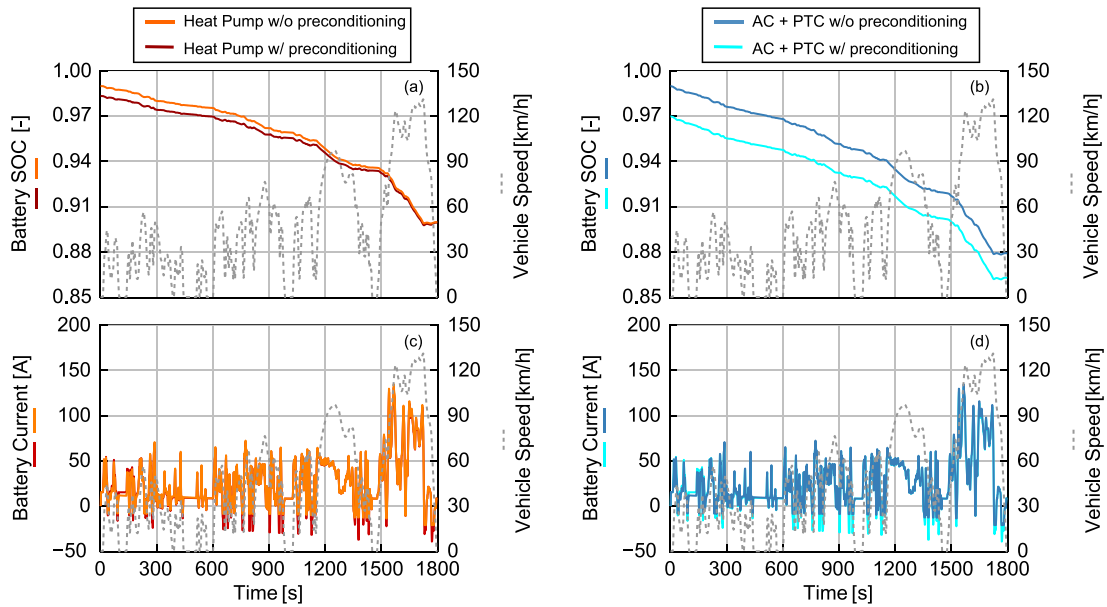 Heat Pump w/o preconditioning
Heat Pump w/ preconditioning
AC + PTC w/o preconditioning
AC + PTC w/ preconditioning
(a)
Battery SOC [-]
1.00
0.97
0.94
0.91
0.88
0.85
150
120
90
60
30
0
Vehicle Speed[km/h]
(b)
Battery SOC [-]
1.00
0.97
0.94
0.91
0.88
0.85
150
120
90
60
30
0
Vehicle Speed[km/h]
(c)
Battery Current [A]
200
150
100
50
0
−50
150
120
90
60
30
0
Vehicle Speed[km/h]
0 300 600 900 1200 1500 1800
Time [s]
(d)
Battery Current [A]
200
150
100
50
0
−50
150
120
90
60
30
0
Vehicle Speed[km/h]
0 300 600 900 1200 1500 1800
Time [s]